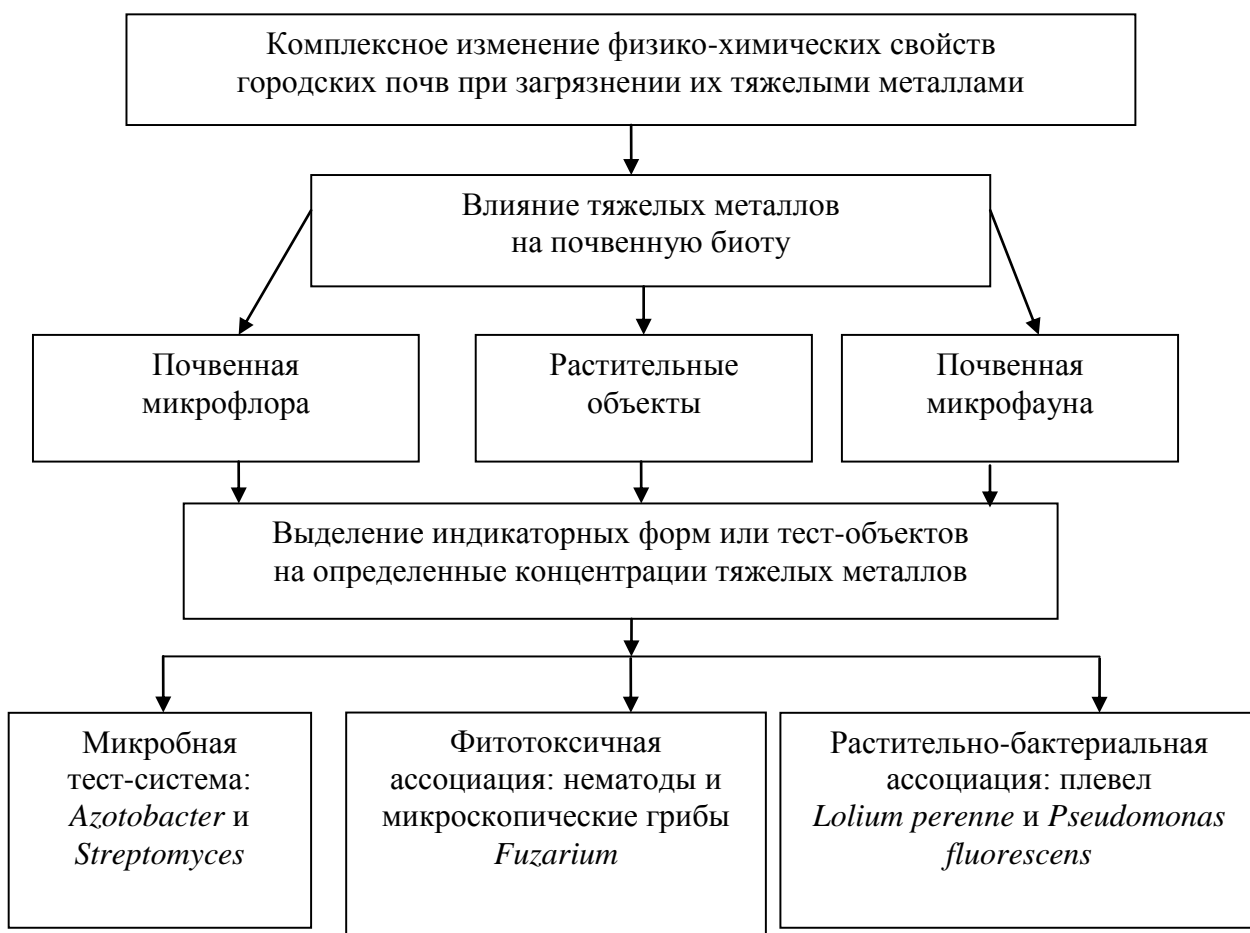 Комплексное изменение физико-химических свойств
городских почв при загрязнении их тяжелыми металлами
Влияние тяжелых металлов
на почвенную биоту
Почвенная
микрофлора
Растительные
объекты
Почвенная
микрофауна
Выделение индикаторных форм или тест-объектов
на определенные концентрации тяжелых металлов
Микробная
тест-система:
Azotobacter и
Streptomyces
Фитотоксичная
ассоциация: нематоды и
микроскопические грибы
Fuzarium
Растительно-бактериальная
ассоциация: плевел
Lolium perenne и Pseudomonas
fluorescens